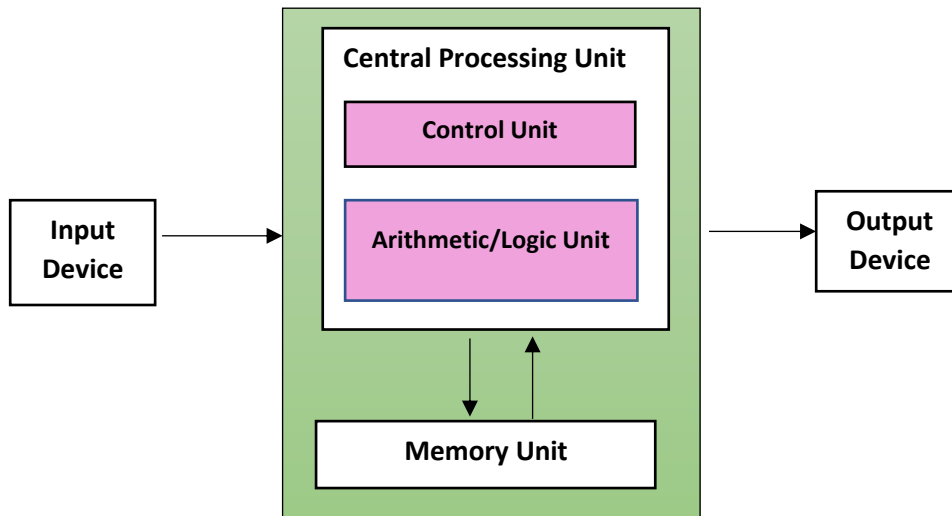 Central Processing Unit
Control Unit
Arithmetic/Logic Unit
Input
Device
Output
Device
Memory Unit